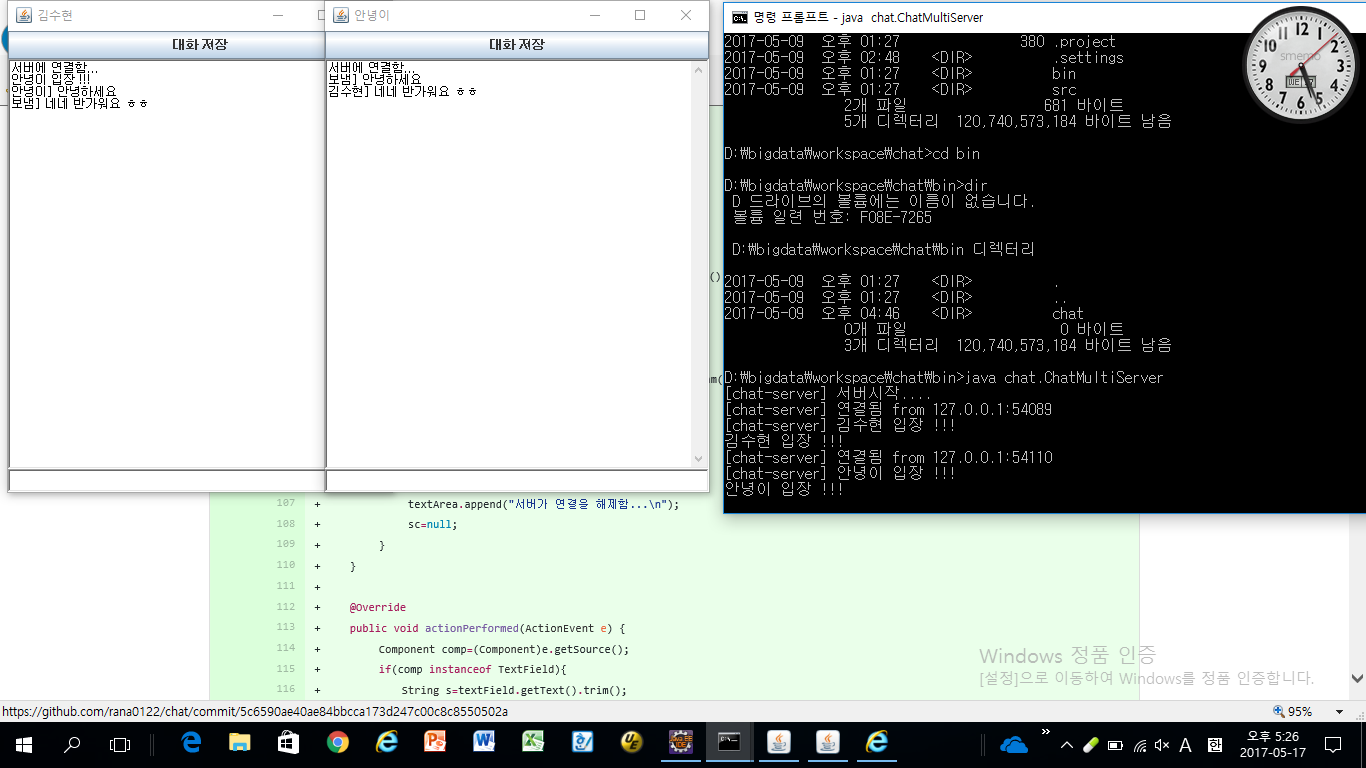 김수현
대화 저장
서버에 연결함...
안녕이 입장 !!!
안녕이] 안녕하세요
보냄] 네네 반가워요 ㅎㅎ
안녕이
대화 저장
서버에 연결함...
보냄] 안녕하세요
김수현] 네네 반가워요 ㅎㅎ
명령 프롬프트 - java chat.ChatMultiServer
2017-05-09 오후 01:27 380 .project
2017-05-09 오후 02:48 <DIR> .settings
2017-05-09 오후 01:27 <DIR> bin
2017-05-09 오후 01:27 <DIR> src
2개 파일 681 바이트
5개 디렉터리 120,740,573,184 바이트 남음
D:\bigdata\workspace\chat>cd bin
D:\bigdata\workspace\chat\bin>dir
D 드라이브의 볼륨에는 이름이 없습니다.
볼륨 일련 번호: F08E-7265
D:\bigdata\workspace\chat\bin 디렉터리
2017-05-09 오후 01:27 <DIR> .
2017-05-09 오후 01:27 <DIR> ..
2017-05-09 오후 04:46 <DIR> chat
0개 파일 0 바이트
3개 디렉터리 120,740,573,184 바이트 남음
D:\bigdata\workspace\chat\bin>java chat.ChatMultiServer
[chat-server] 서버시작....
[chat-server] 연결됨 from 127.0.0.1:54089
[chat-server] 김수현 입장 !!!
김수현 입장 !!!
[chat-server] 연결됨 from 127.0.0.1:54110
[chat-server] 안녕이 입장 !!!
안녕이 입장 !!!
12
1
2
3
4
5
6
7
8
9
10
11
smemo
WE 17
()
m(
107 + textArea.append("서버가 연결을 해제함...\n");
108 + sc=null;
109 + }
110 + }
111 +
112 + @Override
113 + public void actionPerformed(ActionEvent e) {
114 + Component comp=(Component)e.getSource();
115 + if(comp instanceof TextField){
116 + String s=textField.getText().trim();
Windows 정품 인증
[설정]으로 이동하여 Windows를 정품 인증합니다.
https://github.com/rana0122/chat/commit/5c6590ae40ae84bbcca173d247c00c8c8550502a
95%
A
한
오후 5:26
2017-05-17